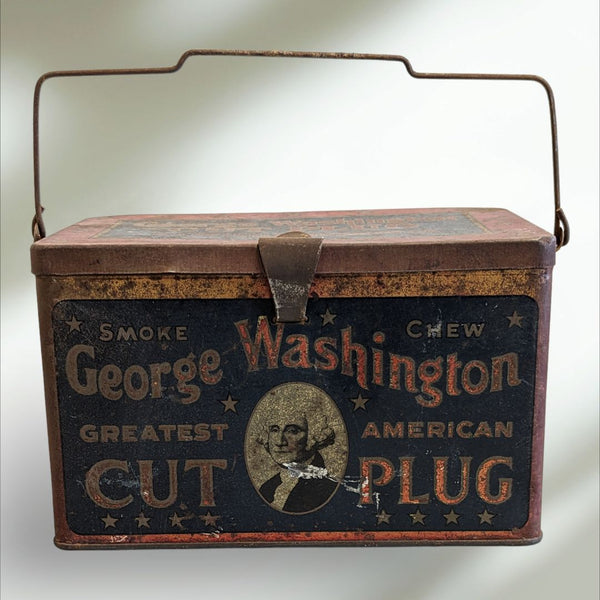 SMOKE CHEW
George Washington
GREATEST AMERICAN
CUT PLUG